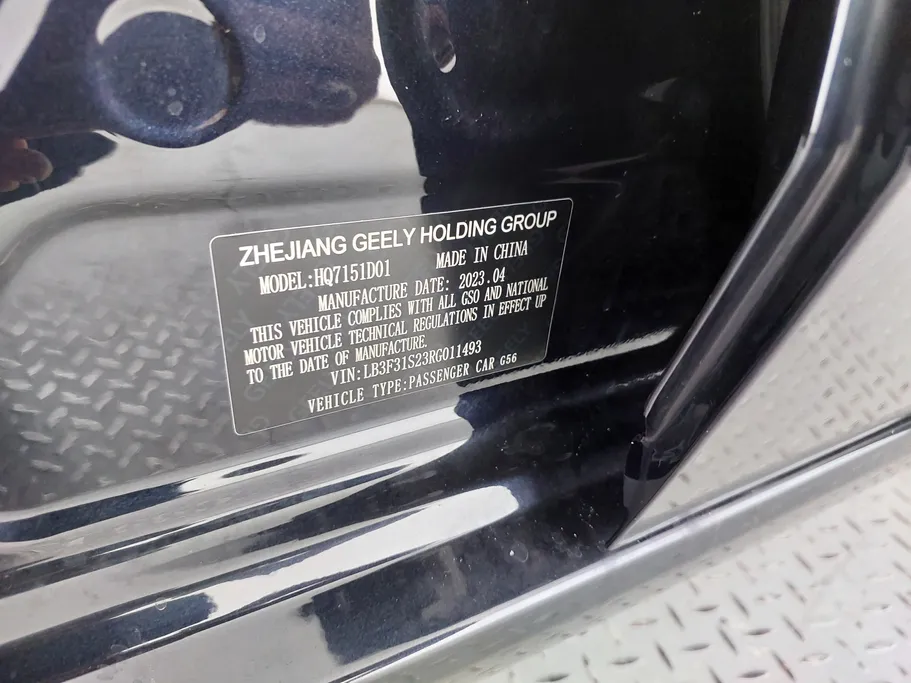 ZHEJIANG GEELY HOLDING GROUP
MODEL:HQ7151D01 MADE IN CHINA
MANUFACTURE DATE: 2023.04
THIS VEHICLE COMPLIES WITH ALL GSO AND NATIONAL
MOTOR VEHICLE TECHNICAL REGULATIONS IN EFFECT UP
TO THE DATE OF MANUFACTURE.
VIN:LB3F31S23RG011493
VEHICLE TYPE:PASSENGER CAR G56